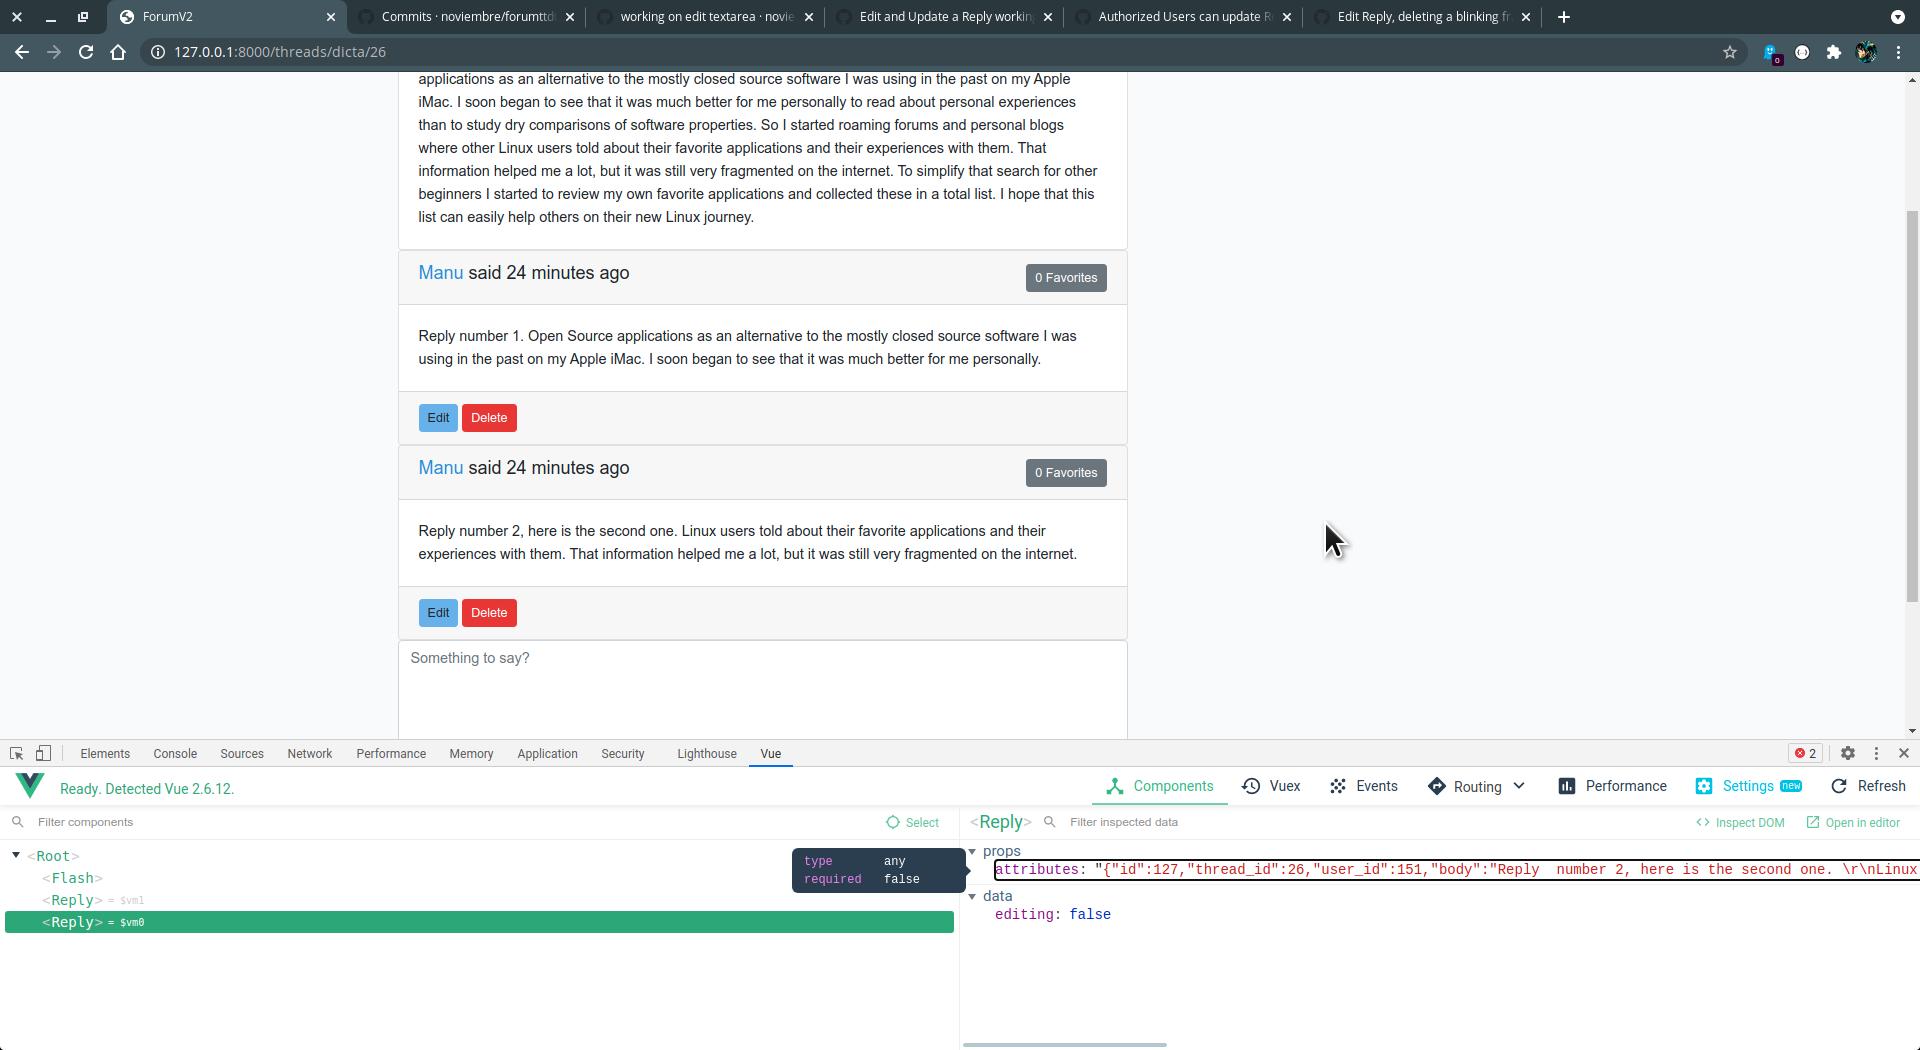 ForumV2
Commits · noviembre/forumttd
working on edit textarea · novie
Edit and Update a Reply working
Authorized Users can update R
Edit Reply, deleting a blinking fr
127.0.0.1:8000/threads/dicta/26
0
applications as an alternative to the mostly closed source software I was using in the past on my Apple
iMac. I soon began to see that it was much better for me personally to read about personal experiences
than to study dry comparisons of software properties. So I started roaming forums and personal blogs
where other Linux users told about their favorite applications and their experiences with them. That
information helped me a lot, but it was still very fragmented on the internet. To simplify that search for other
beginners I started to review my own favorite applications and collected these in a total list. I hope that this
list can easily help others on their new Linux journey.
Manu said 24 minutes ago
0 Favorites
Reply number 1. Open Source applications as an alternative to the mostly closed source software I was
using in the past on my Apple iMac. I soon began to see that it was much better for me personally.
Edit Delete
Manu said 24 minutes ago
0 Favorites
Reply number 2, here is the second one. Linux users told about their favorite applications and their
experiences with them. That information helped me a lot, but it was still very fragmented on the internet.
Edit Delete
Something to say?
Elements Console Sources Network Performance Memory Application Security Lighthouse Vue 2
Ready. Detected Vue 2.6.12.
Components Vuex Events Routing Performance Settings new Refresh
Filter components Select
<Reply> Filter inspected data Inspect DOM Open in editor
<Root>
<Flash>
<Reply> = $vm1
<Reply> = $vm0
type any
required false
props
attributes: "{"id":127,"thread_id":26,"user_id":151,"body":"Reply  number 2, here is the second one. \r\nLinux
data
editing: false